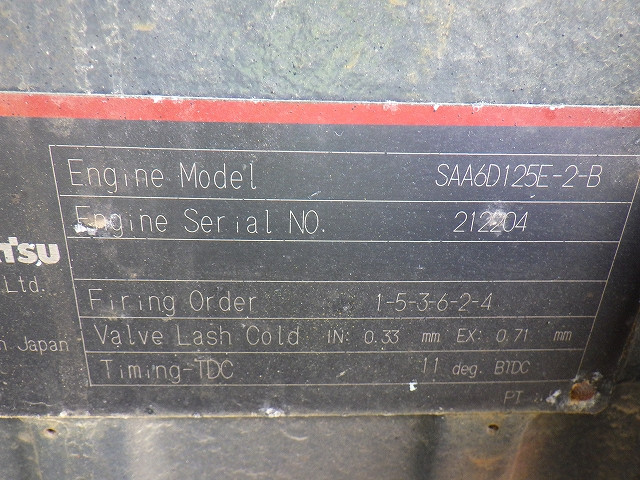 Engine Model SAA6D125E-2-B
Engine Serial NO. 212204
TSU
Ltd.
Firing Order 1-5-3-6-2-4
Valve Lash Cold IN: 0.33 mm EX: 0.71 mm
Japan
Timing-TDC 11 deg. BTDC
PT